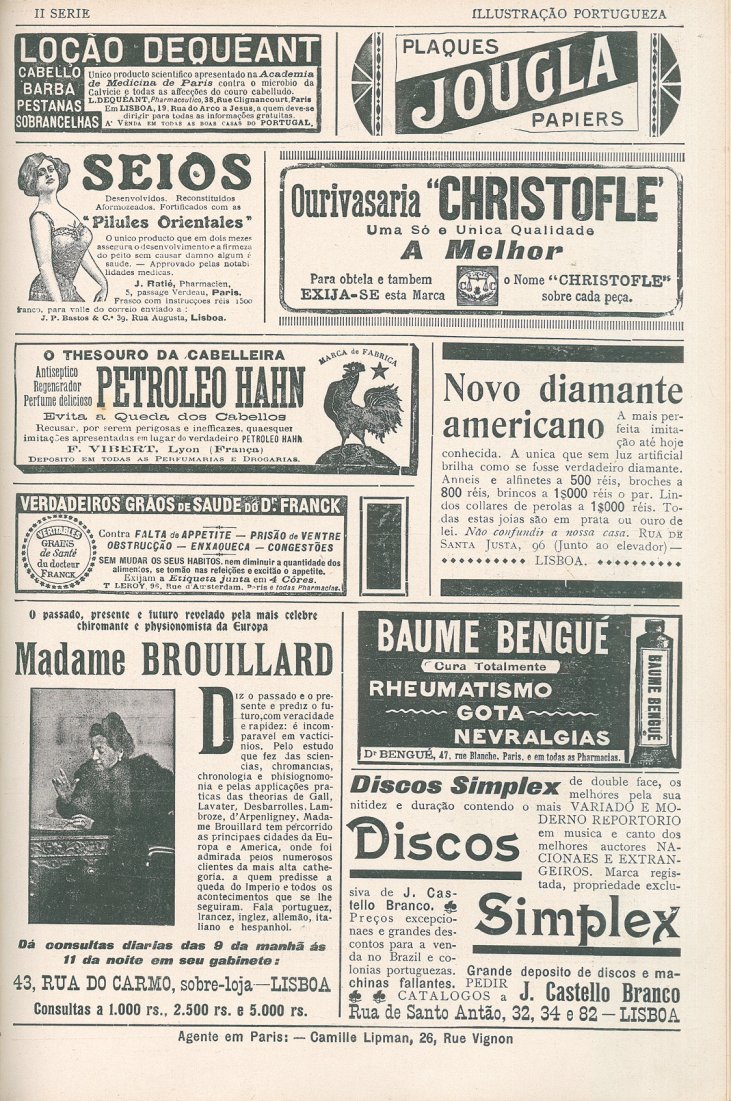 II SERIE
ILLUSTRAÇÃO PORTUGUEZA
LOÇÃO DEQUÉANT
CABELLO
BARBA
PESTANAS
SOBRANCELHAS
Unico producto scientifico apresentado na Academia
de Medicina de Paris contra o microbio da
Calvicie e todas as affecções do couro cabelludo.
L. DEQUÉANT, Pharmaceutico, 38, Rue Clignancourt, Paris
Em LISBOA, 19, Rua do Arco a Jesus, a quem deve-se
dirigir para todas as informações gratuitas.
A' VENDA EM TODAS AS BOAS CASAS DO PORTUGAL.
PLAQUES
JOUGLA
PAPIERS
SEIOS
Desenvolvidos. Reconstituidos
Aformozeados. Fortificados com as
"Pilules Orientales"
O unico producto que em dois mezes
assegura o desenvolvimento e a firmeza
do peito sem causar damno algum é
saude. — Approvado pelas notabi
lidades medicas.
J. Ratié, Pharmacien,
5, passage Verdeau, Paris.
Frasco com instrucções réis 1500
franco, para valle do correio enviado a :
J. P. Bastos & C.ª 39, Rua Augusta, Lisboa.
Ourivasaria "CHRISTOFLE"
Uma Só e Unica Qualidade
A Melhor
Para obtela e tambem
EXIJA-SE esta Marca
o Nome "CHRISTOFLE"
sobre cada peça.
O THESOURO DA CABELLEIRA
Antiseptico
Regenerador
Perfume delicioso
PETROLEO HAHN
MARCA de FABRICA
Evita a Queda dos Cabellos
Recusar, por serem perigosas e inefficazes, quaesquer
imitações apresentadas em lugar do verdadeiro PETROLEO HAHN
F. VIBERT, Lyon (França)
DEPOSITO EM TODAS AS PERFUMARIAS E DROGARIAS.
Novo diamante
americano
A mais per-
feita imita-
ção até hoje
conhecida. A unica que sem luz artificial
brilha como se fosse verdadeiro diamante.
Anneis e alfinetes a 500 réis, broches a
800 réis, brincos a 1$000 réis o par. Lin-
dos collares de perolas a 1$000 réis. To-
das estas joias são em prata ou ouro de
lei. Não confundir a nossa casa. RUA DE
SANTA JUSTA, 96 (Junto ao elevador) —
LISBOA.
VERDADEIROS GRÃOS DE SAUDE DO Dr. FRANCK
VÉRITABLES
GRAINS
de Santé
du docteur
FRANCK
Contra FALTA de APPETITE — PRISÃO DE VENTRE
OBSTRUCÇÃO — ENXAQUECA — CONGESTÕES
SEM MUDAR OS SEUS HABITOS, nem diminuir a quantidade dos
alimentos, se tomão nas refeições e excitão o appetite.
Exijam a Etiqueta junta em 4 Côres.
T LEROY, 96, Rue d'Amsterdam, Paris e todas Pharmacias.
O passado, presente e futuro revelado pela mais celebre
chiromante e physionomista da Europa
Madame BROUILLARD
Diz o passado e o pre-
sente e prediz o fu-
turo, com veracidade
e rapidez: é incom-
paravel em vactici-
nios. Pelo estudo
que fez das scien-
cias, chromancias,
chronologia e phisiognomo-
nia e pelas applicações prati-
cas das theorias de Gall,
Lavater, Desbarrolles, Lam-
broze, d'Arpenligney, Mada-
me Brouillard tem percorrido
as principaes cidades da Eu-
ropa e America, onde foi
admirada pelos numerosos
clientes da mais alta cathe-
goria, a quem predisse a
queda do Imperio e todos os
acontecimentos que se lhe
seguiram. Fala portuguez,
francez, inglez, allemão, ita-
liano e hespanhol.
Dá consultas diarias das 9 da manhã ás
11 da noite em seu gabinete:
43, RUA DO CARMO, sobre-loja — LISBOA
Consultas a 1.000 rs., 2.500 rs. e 5.000 rs.
BAUME BENGUÉ
Cura Totalmente
RHEUMATISMO
GOTA
NEVRALGIAS
BAUME BENGUÉ
Dr BENGUÉ, 47, rue Blanche, Paris, e em todas as Pharmacias.
Discos Simplex de double face, os
melhores pela sua
nitidez e duração contendo o mais VARIADO E MO-
DERNO REPORTORIO
em musica e canto dos
melhores auctores NA-
CIONAES E EXTRAN-
GEIROS. Marca regis-
tada, propriedade exclu-
Discos
siva de J. Cas-
tello Branco.
Preços excepcio-
naes e grandes des-
contos para a ven-
da no Brazil e co-
lonias portuguezas.
Simplex
Grande deposito de discos e ma-
chinas fallantes. PEDIR
CATALOGOS a J. Castello Branco
Rua de Santo Antão, 32, 34 e 82 — LISBOA
Agente em Paris: — Camille Lipman, 26, Rue Vignon